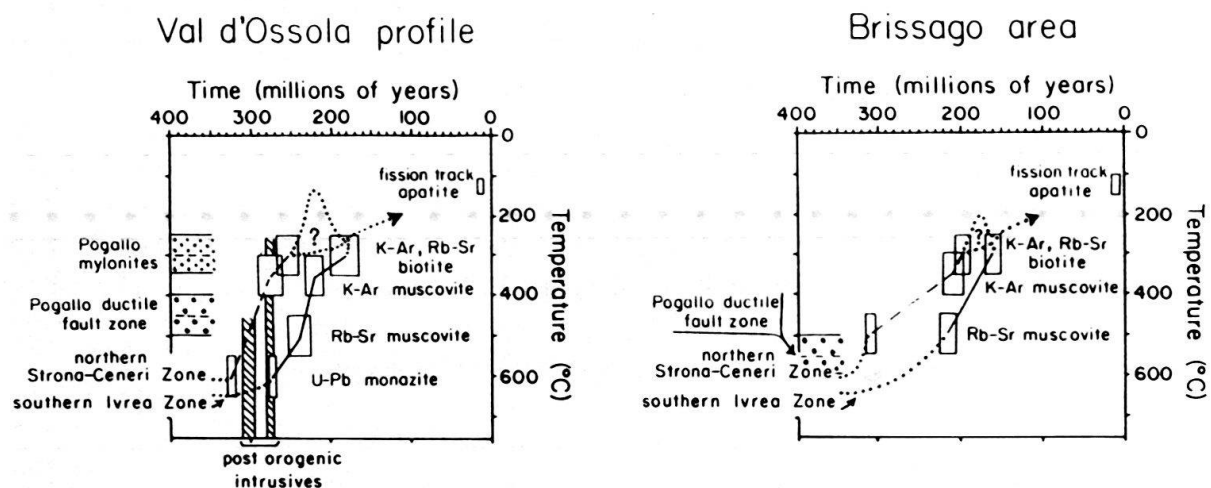 Val d'Ossola profile
Time (millions of years)
400 300 200 100 0
0
200
400
600
Temperature (°C)
fission track
apatite
?
K-Ar, Rb-Sr
biotite
K-Ar muscovite
Rb-Sr muscovite
U-Pb monazite
Pogallo
mylonites
Pogallo ductile
fault zone
northern
Strona-Ceneri Zone
southern Ivrea Zone
post orogenic
intrusives
Brissago area
Time (millions of years)
400 300 200 100 0
0
200
400
600
Temperature (°C)
fission track
apatite
?
K-Ar, Rb-Sr
biotite
K-Ar muscovite
Rb-Sr muscovite
Pogallo ductile
fault zone
northern
Strona-Ceneri Zone
southern Ivrea Zone